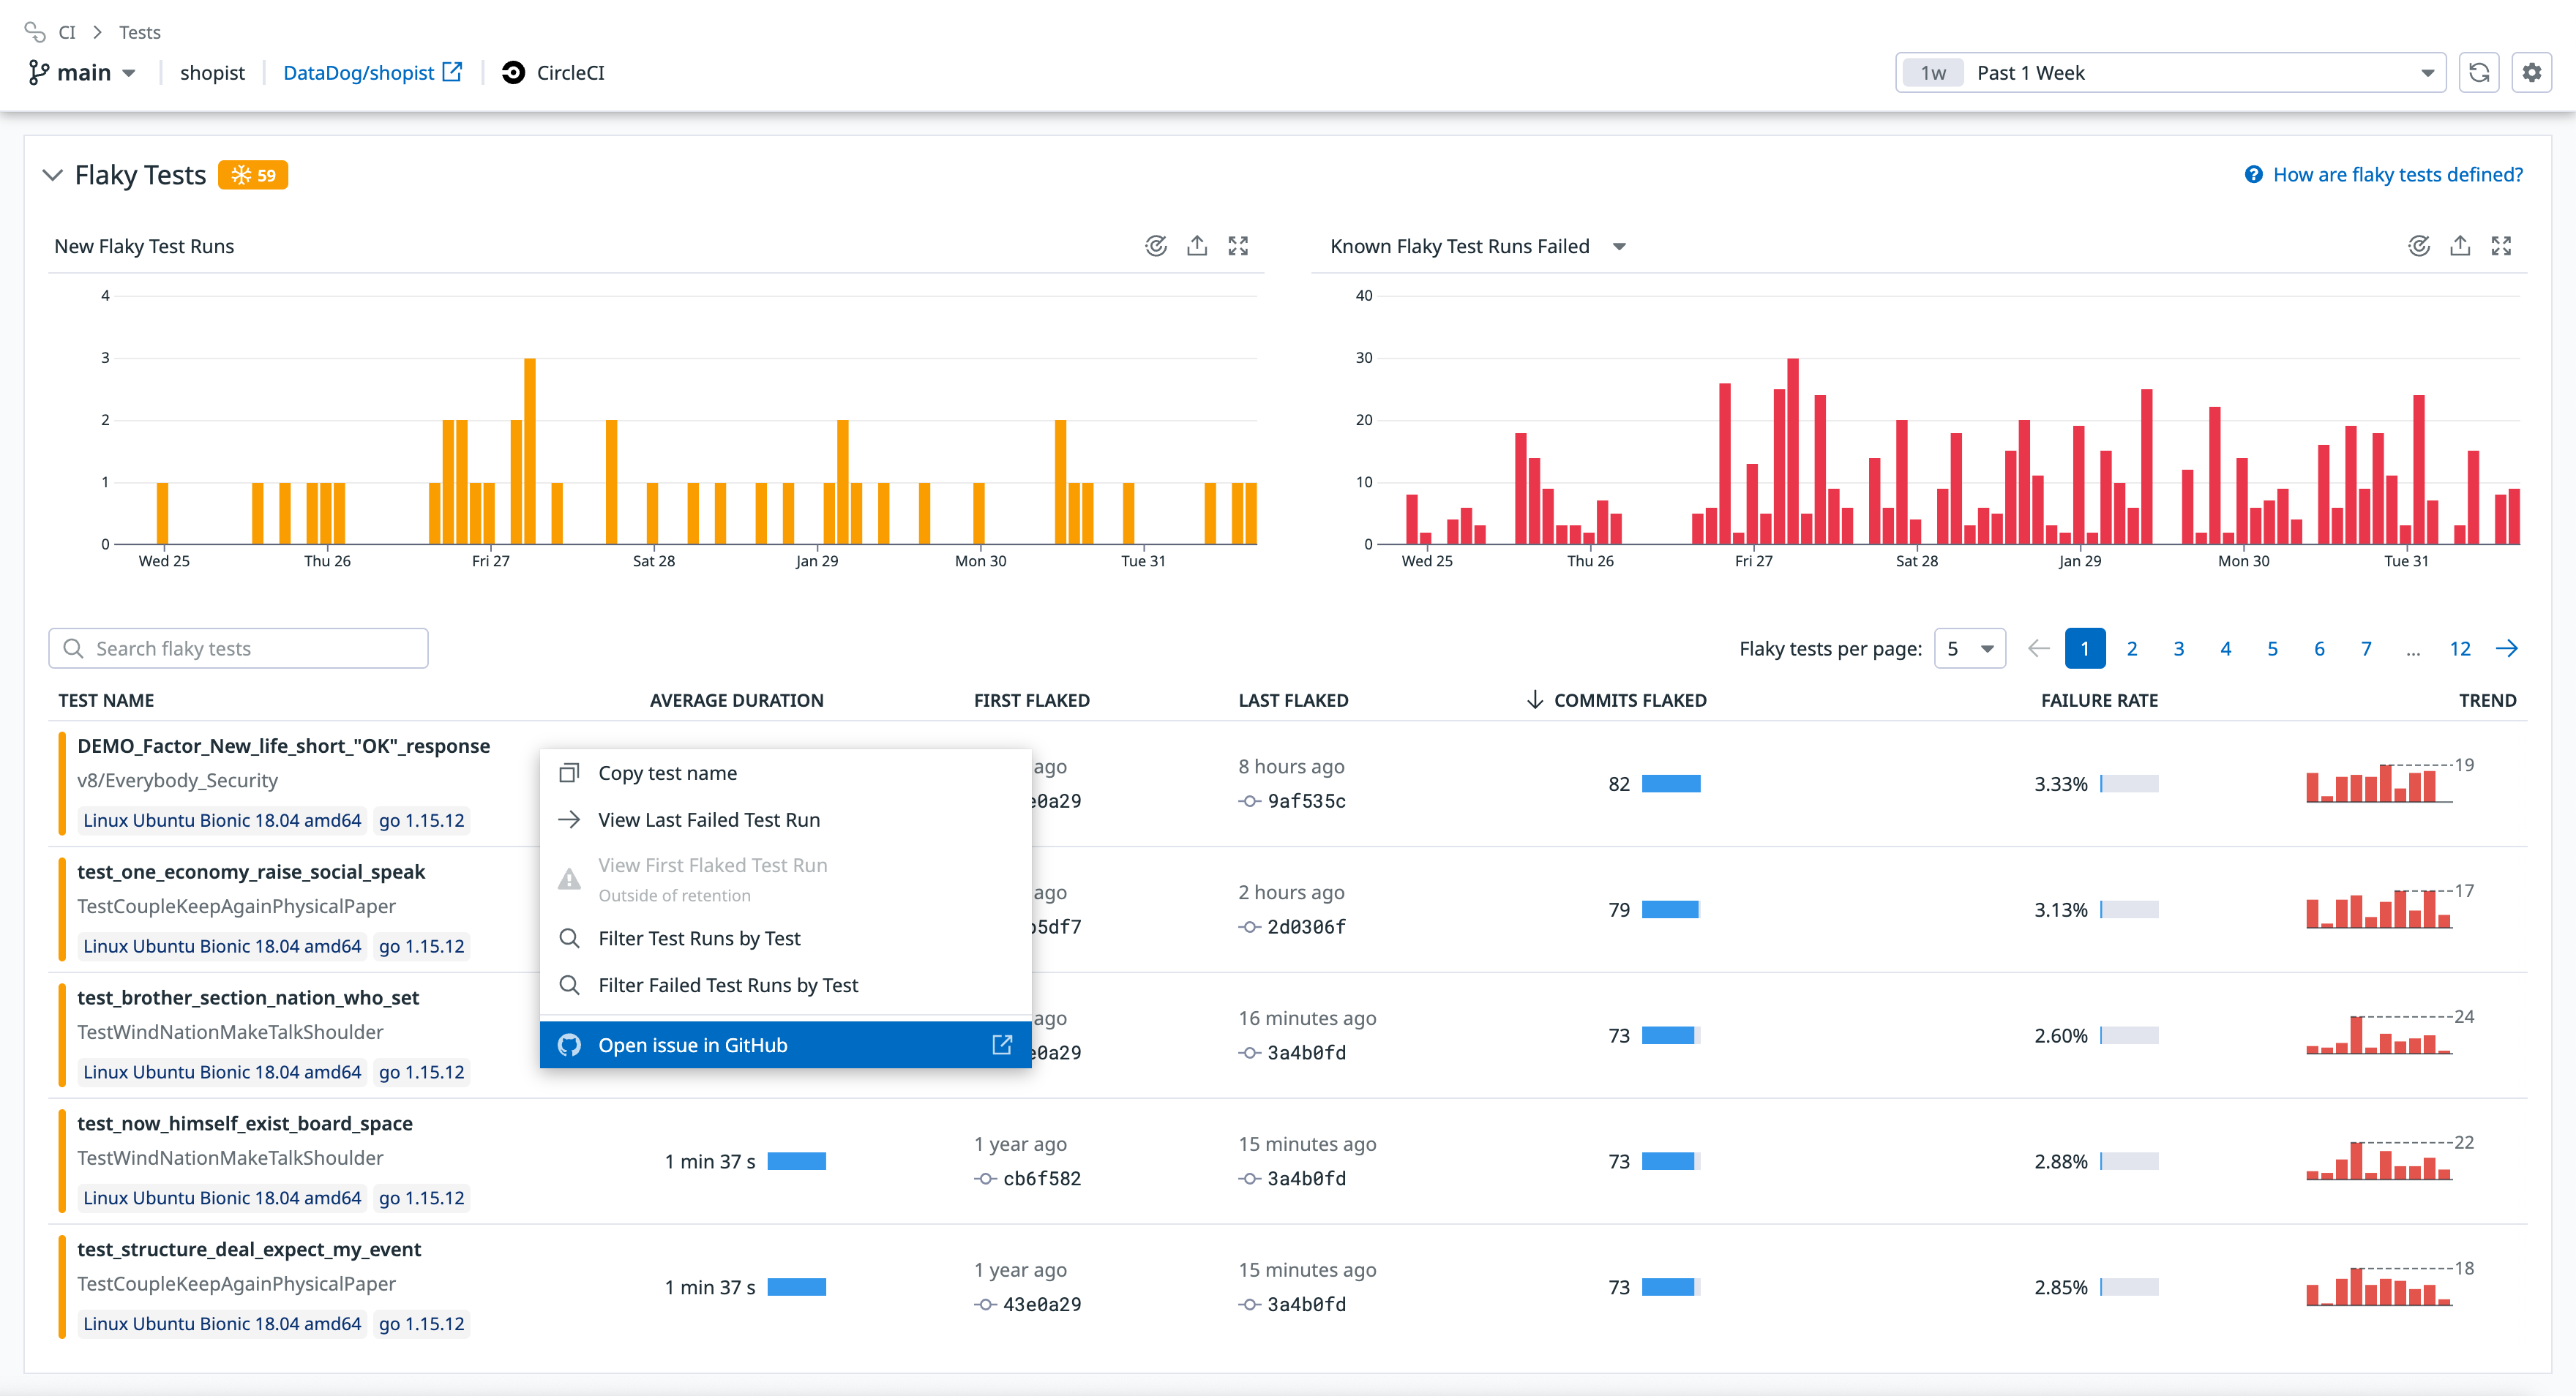 CI > Tests
main shopist DataDog/shopist CircleCI 1w Past 1 Week
Flaky Tests 59 How are flaky tests defined?
New Flaky Test Runs
4
3
2
1
0
Wed 25 Thu 26 Fri 27 Sat 28 Jan 29 Mon 30 Tue 31
Known Flaky Test Runs Failed
40
30
20
10
0
Wed 25 Thu 26 Fri 27 Sat 28 Jan 29 Mon 30 Tue 31
Search flaky tests Flaky tests per page: 5 1 2 3 4 5 6 7 ... 12
TEST NAME AVERAGE DURATION FIRST FLAKED LAST FLAKED COMMITS FLAKED FAILURE RATE TREND
DEMO_Factor_New_life_short_"OK"_response
v8/Everybody_Security
Linux Ubuntu Bionic 18.04 amd64 go 1.15.12
ago
e0a29
8 hours ago
9af535c
82 3.33% 19
test_one_economy_raise_social_speak
TestCoupleKeepAgainPhysicalPaper
Linux Ubuntu Bionic 18.04 amd64 go 1.15.12
ago
5df7
2 hours ago
2d0306f
79 3.13% 17
test_brother_section_nation_who_set
TestWindNationMakeTalkShoulder
Linux Ubuntu Bionic 18.04 amd64 go 1.15.12
ago
e0a29
16 minutes ago
3a4b0fd
73 2.60% 24
Copy test name
View Last Failed Test Run
View First Flaked Test Run
Outside of retention
Filter Test Runs by Test
Filter Failed Test Runs by Test
Open issue in GitHub
test_now_himself_exist_board_space
TestWindNationMakeTalkShoulder
Linux Ubuntu Bionic 18.04 amd64 go 1.15.12
1 min 37 s
1 year ago
cb6f582
15 minutes ago
3a4b0fd
73 2.88% 22
test_structure_deal_expect_my_event
TestCoupleKeepAgainPhysicalPaper
Linux Ubuntu Bionic 18.04 amd64 go 1.15.12
1 min 37 s
1 year ago
43e0a29
15 minutes ago
3a4b0fd
73 2.85% 18